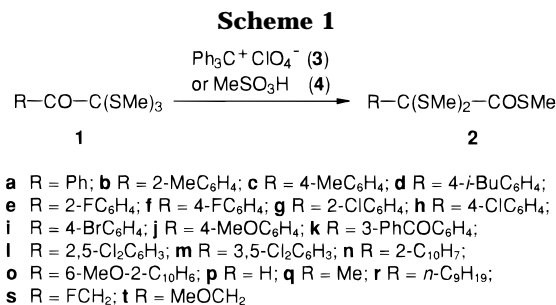 Scheme 1
Ph₃C⁺ ClO₄⁻ (3)
or MeSO₃H (4)
R–CO–C(SMe)₃ R–C(SMe)₂–COSMe
1 2
a R = Ph; b R = 2-MeC₆H₄; c R = 4-MeC₆H₄; d R = 4-i-BuC₆H₄;
e R = 2-FC₆H₄; f R = 4-FC₆H₄; g R = 2-ClC₆H₄; h R = 4-ClC₆H₄;
i R = 4-BrC₆H₄; j R = 4-MeOC₆H₄; k R = 3-PhCOC₆H₄;
l R = 2,5-Cl₂C₆H₃; m R = 3,5-Cl₂C₆H₃; n R = 2-C₁₀H₇;
o R = 6-MeO-2-C₁₀H₆; p R = H; q R = Me; r R = n-C₉H₁₉;
s R = FCH₂; t R = MeOCH₂